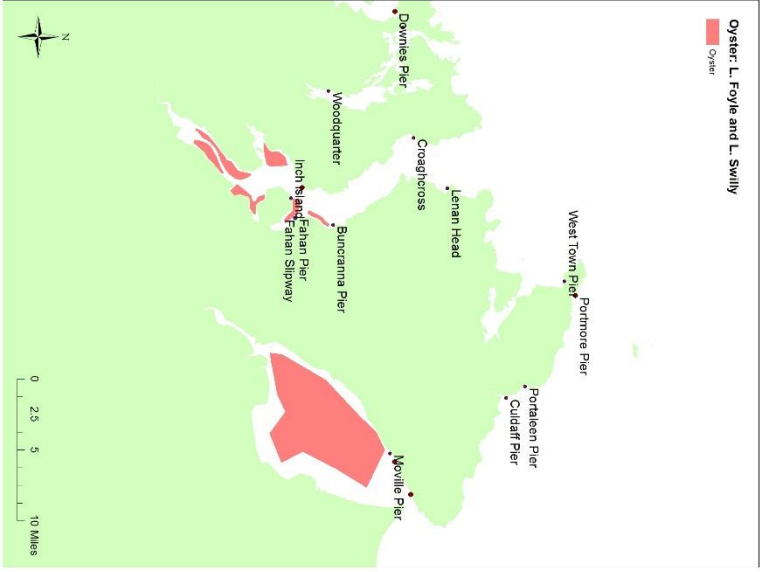 Oyster: L. Foyle and L. Swilly
Oyster
Downies Pier
Woodquarter
Croaghcross
Lenan Head
Inch Island
Fahan Pier
Fahan Slipway
Buncranna Pier
West Town Pier
Portmore Pier
Portaleen Pier
Culdaff Pier
Moville Pier
N
0 2.5 5 10 Miles